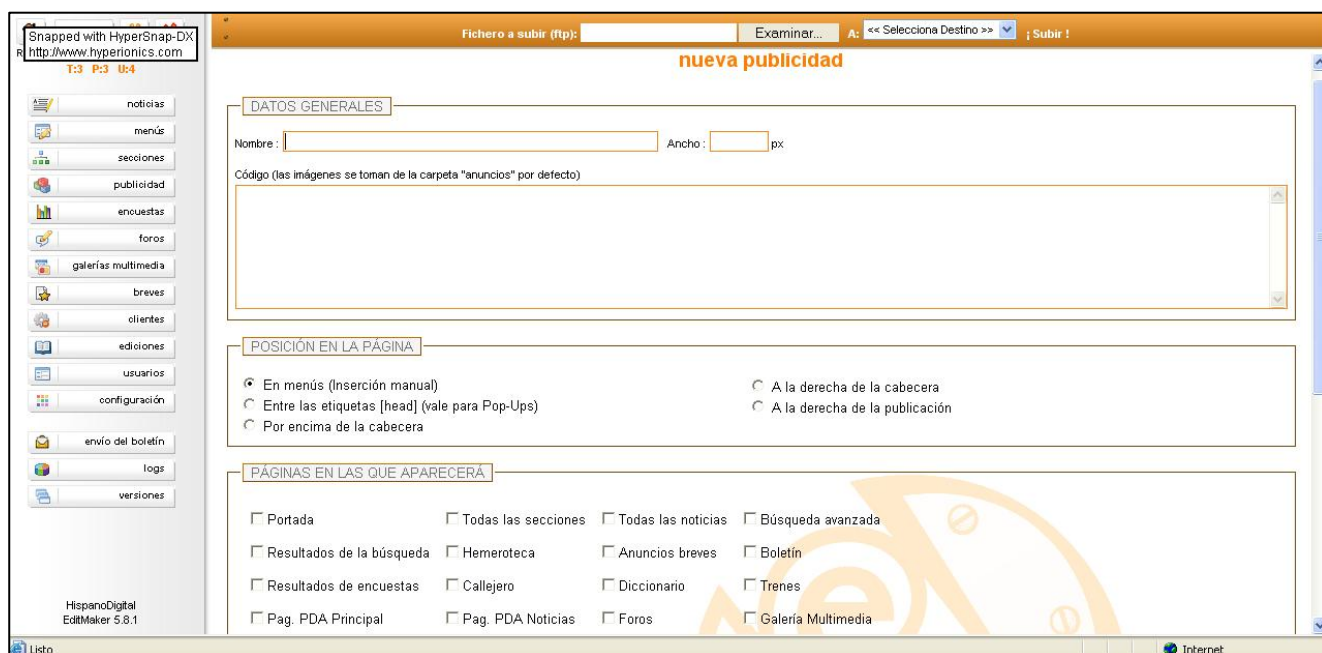 Snapped with HyperSnap-DX
http://www.hyperionics.com
T:3 P:3 U:4
Fichero a subir (ftp): Examinar... A: << Selecciona Destino >> ¡ Subir !
noticias
menús
secciones
publicidad
encuestas
foros
galerías multimedia
breves
clientes
ediciones
usuarios
configuración
envío del boletín
logs
versiones
HispanoDigital
EditMaker 5.8.1
nueva publicidad
DATOS GENERALES
Nombre : Ancho : px
Código (las imágenes se toman de la carpeta "anuncios" por defecto)
POSICIÓN EN LA PÁGINA
En menús (Inserción manual) A la derecha de la cabecera
Entre las etiquetas [head] (vale para Pop-Ups) A la derecha de la publicación
Por encima de la cabecera
PÁGINAS EN LAS QUE APARECERÁ
Portada Todas las secciones Todas las noticias Búsqueda avanzada
Resultados de la búsqueda Hemeroteca Anuncios breves Boletín
Resultados de encuestas Callejero Diccionario Trenes
Pag. PDA Principal Pag. PDA Noticias Foros Galería Multimedia
Listo Internet